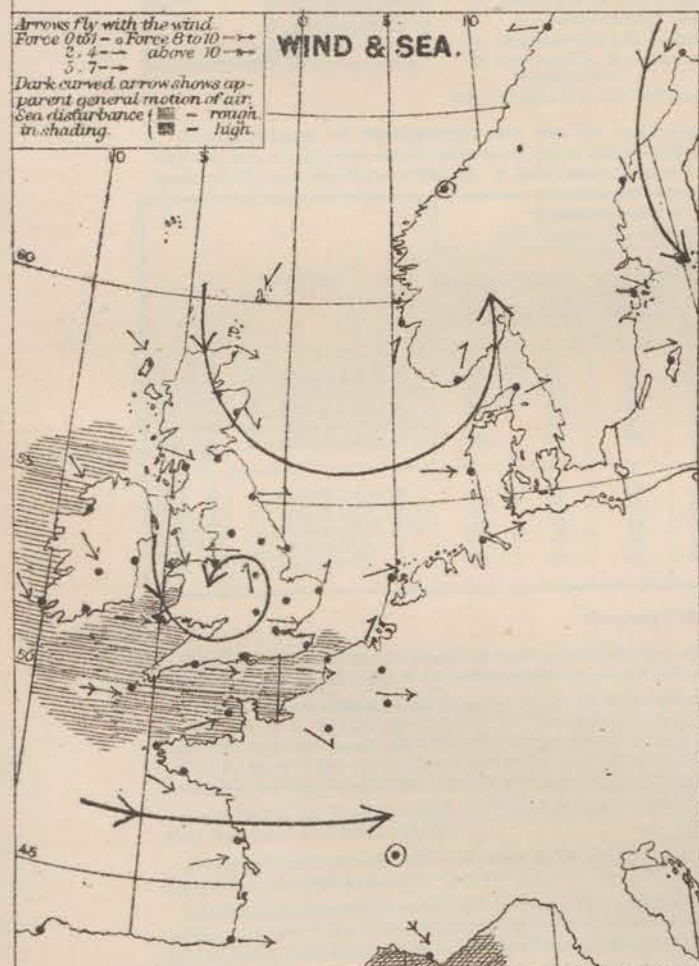 0 5 10
WIND & SEA.
Arrows fly with the wind
Force 0 to 1 – o Force 8 to 10 –
2 . 4 – above 10 –
5 . 7 –
Dark curved arrow shows ap-
parent general motion of air.
Sea disturbance { – rough.
in shading. { – high.
10 5
60
55
50
45